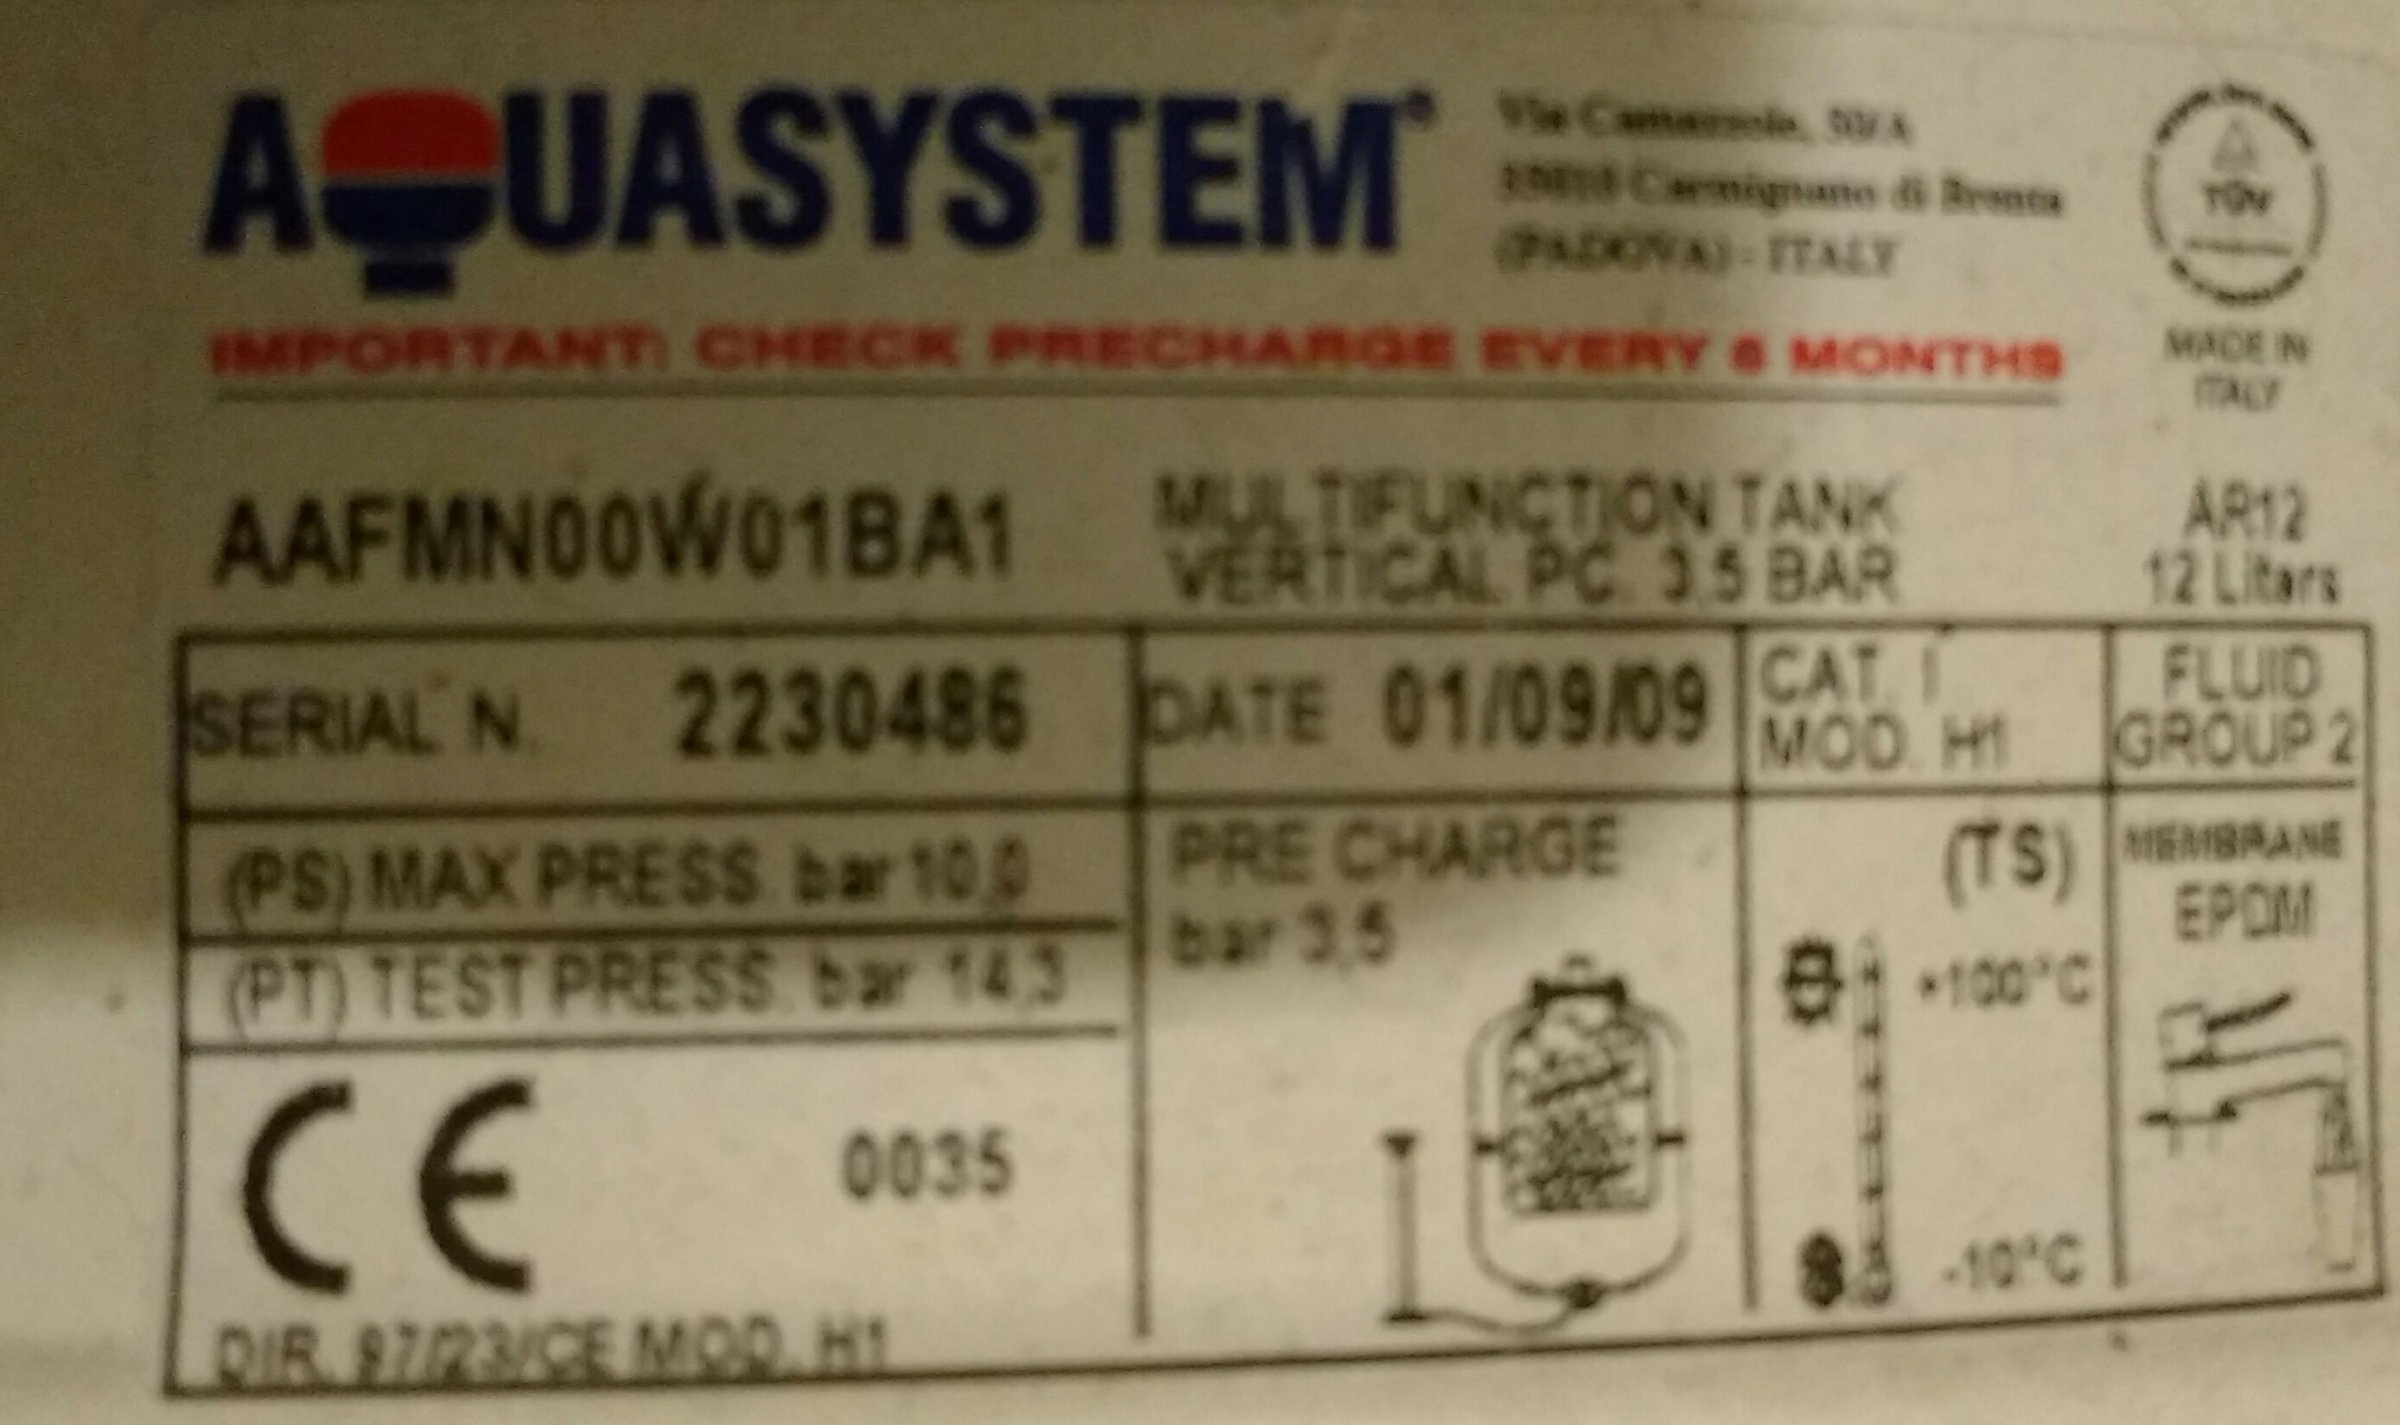 AQUASYSTEM®
Via Camazzole, 50/A
35010 Carmignano di Brenta
(PADOVA) - ITALY
TÜV
MADE IN
ITALY
IMPORTANT: CHECK PRECHARGE EVERY 6 MONTHS
AAFMN00W01BA1
MULTIFUNCTION TANK
VERTICAL PC. 3,5 BAR
AR12
12 Liters
SERIAL N. 2230486
DATE 01/09/09
CAT. I
MOD. H1
FLUID
GROUP 2
(PS) MAX PRESS. bar 10,0
(PT) TEST PRESS. bar 14,3
PRE CHARGE
bar 3,5
(TS)
+100°C
-10°C
MEMBRANE
EPDM
CE 0035
DIR. 97/23/CE MOD. H1